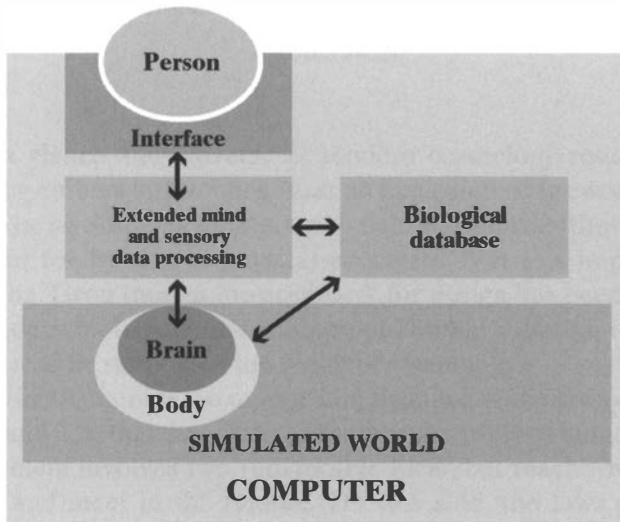 Person
Interface
Extended mind
and sensory
data processing
Biological
database
Brain
Body
SIMULATED WORLD
COMPUTER